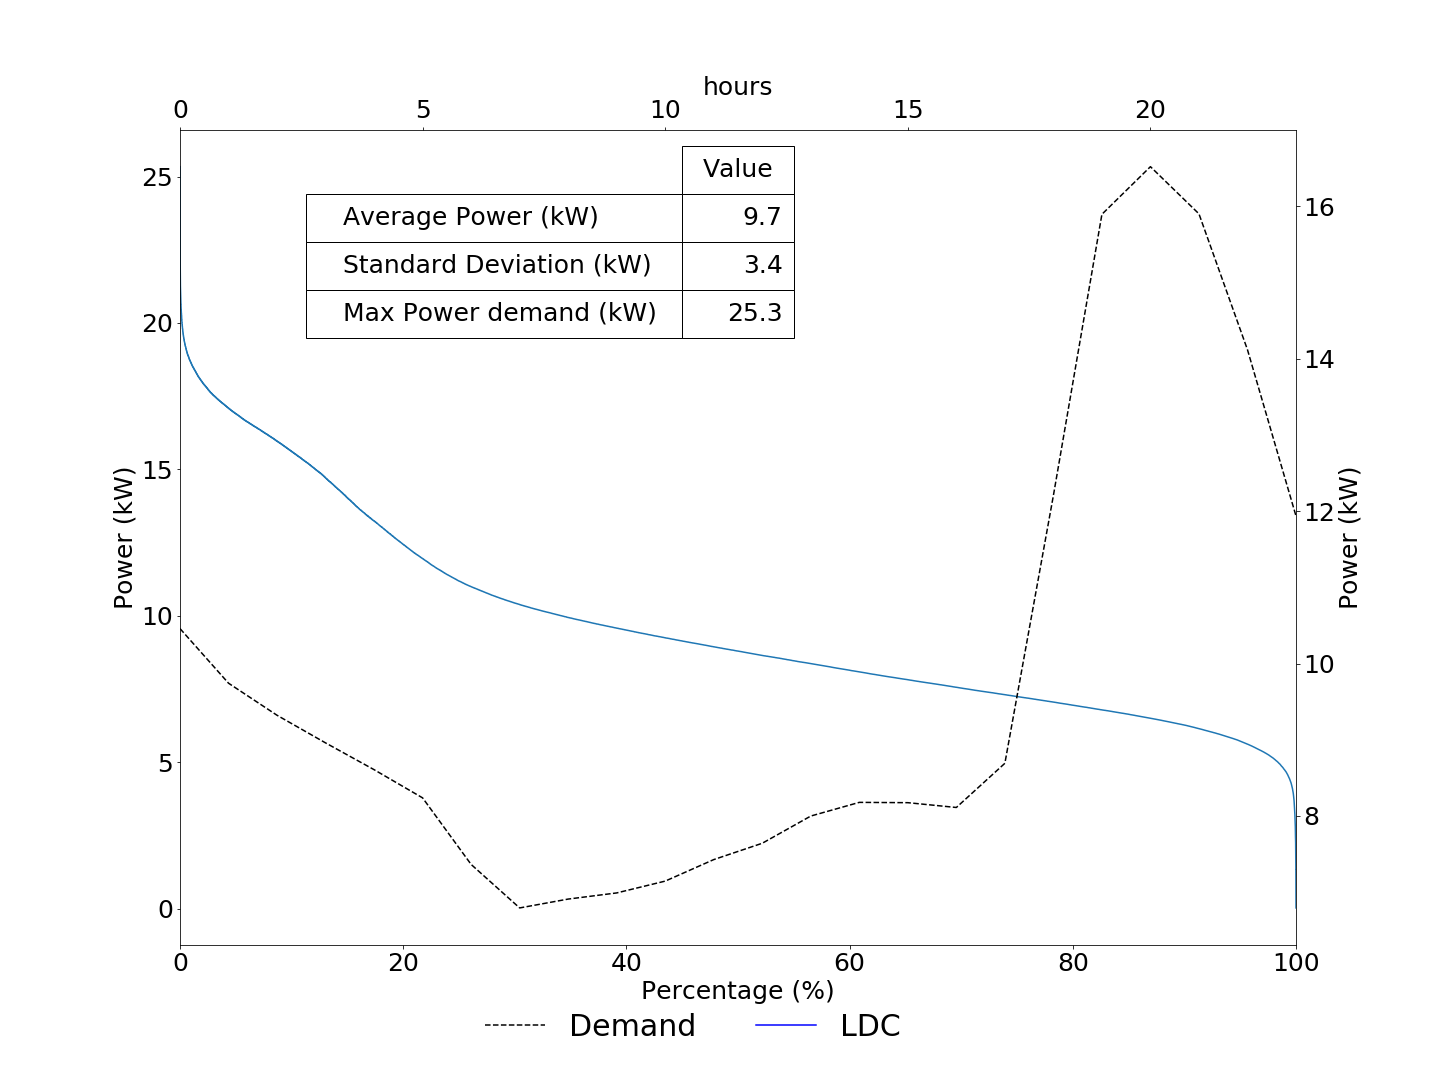 hours
0 5 10 15 20
Value
Average Power (kW) 9.7
Standard Deviation (kW) 3.4
Max Power demand (kW) 25.3
25
20
15
10
5
0
Power (kW)
16
14
12
10
8
Power (kW)
0 20 40 60 80 100
Percentage (%)
Demand LDC